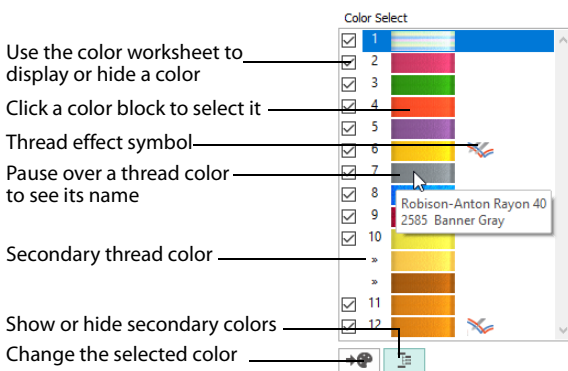 Color Select
1
Use the color worksheet to
display or hide a color
2
3
Click a color block to select it
4
5
Thread effect symbol
6
Pause over a thread color
to see its name
7
8
Robison-Anton Rayon 40
2585 Banner Gray
9
10
Secondary thread color
»
»
11
Show or hide secondary colors
12
Change the selected color